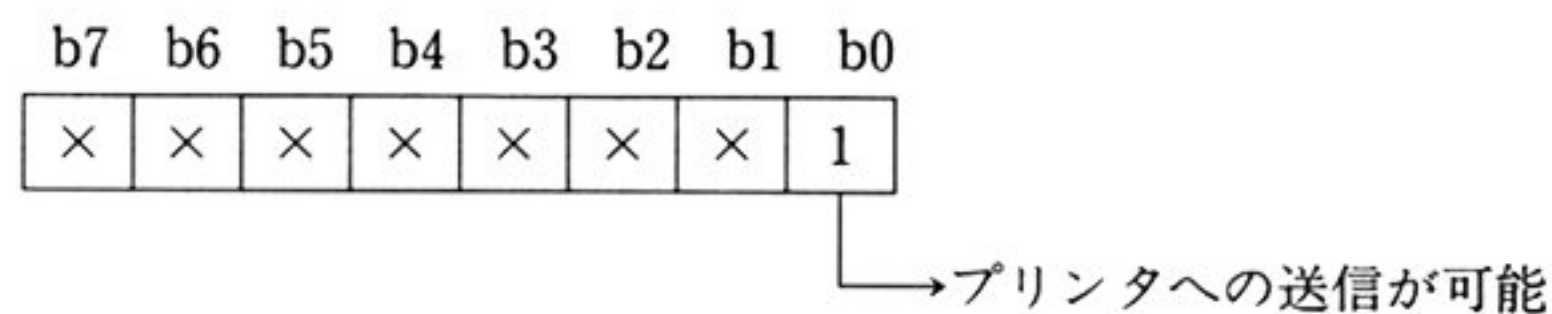 b7 b6 b5 b4 b3 b2 b1 b0
× × × × × × × 1
プリンタへの送信が可能